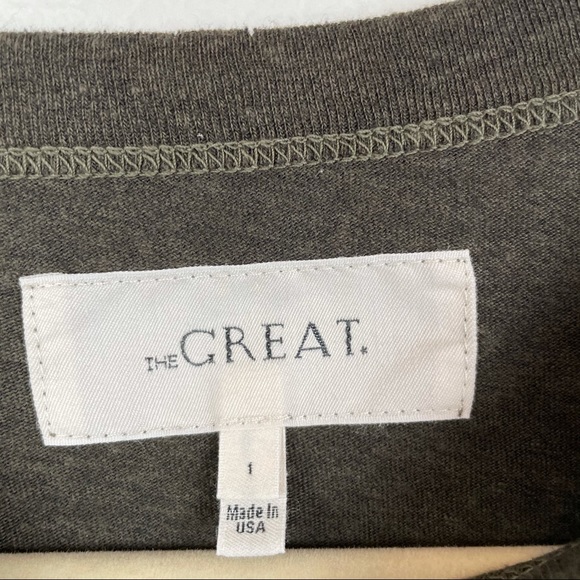 THE GREAT.
1
Made In
USA